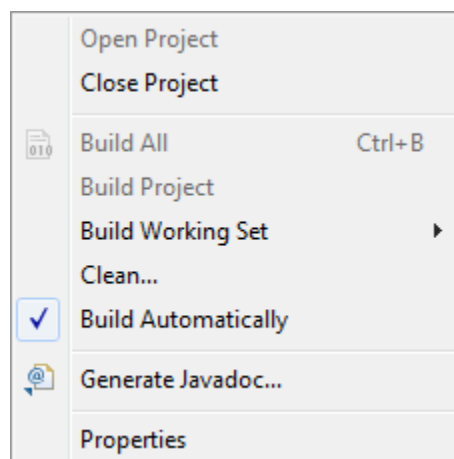 Open Project
Close Project
Build All Ctrl+B
Build Project
Build Working Set
Clean...
Build Automatically
Generate Javadoc...
Properties